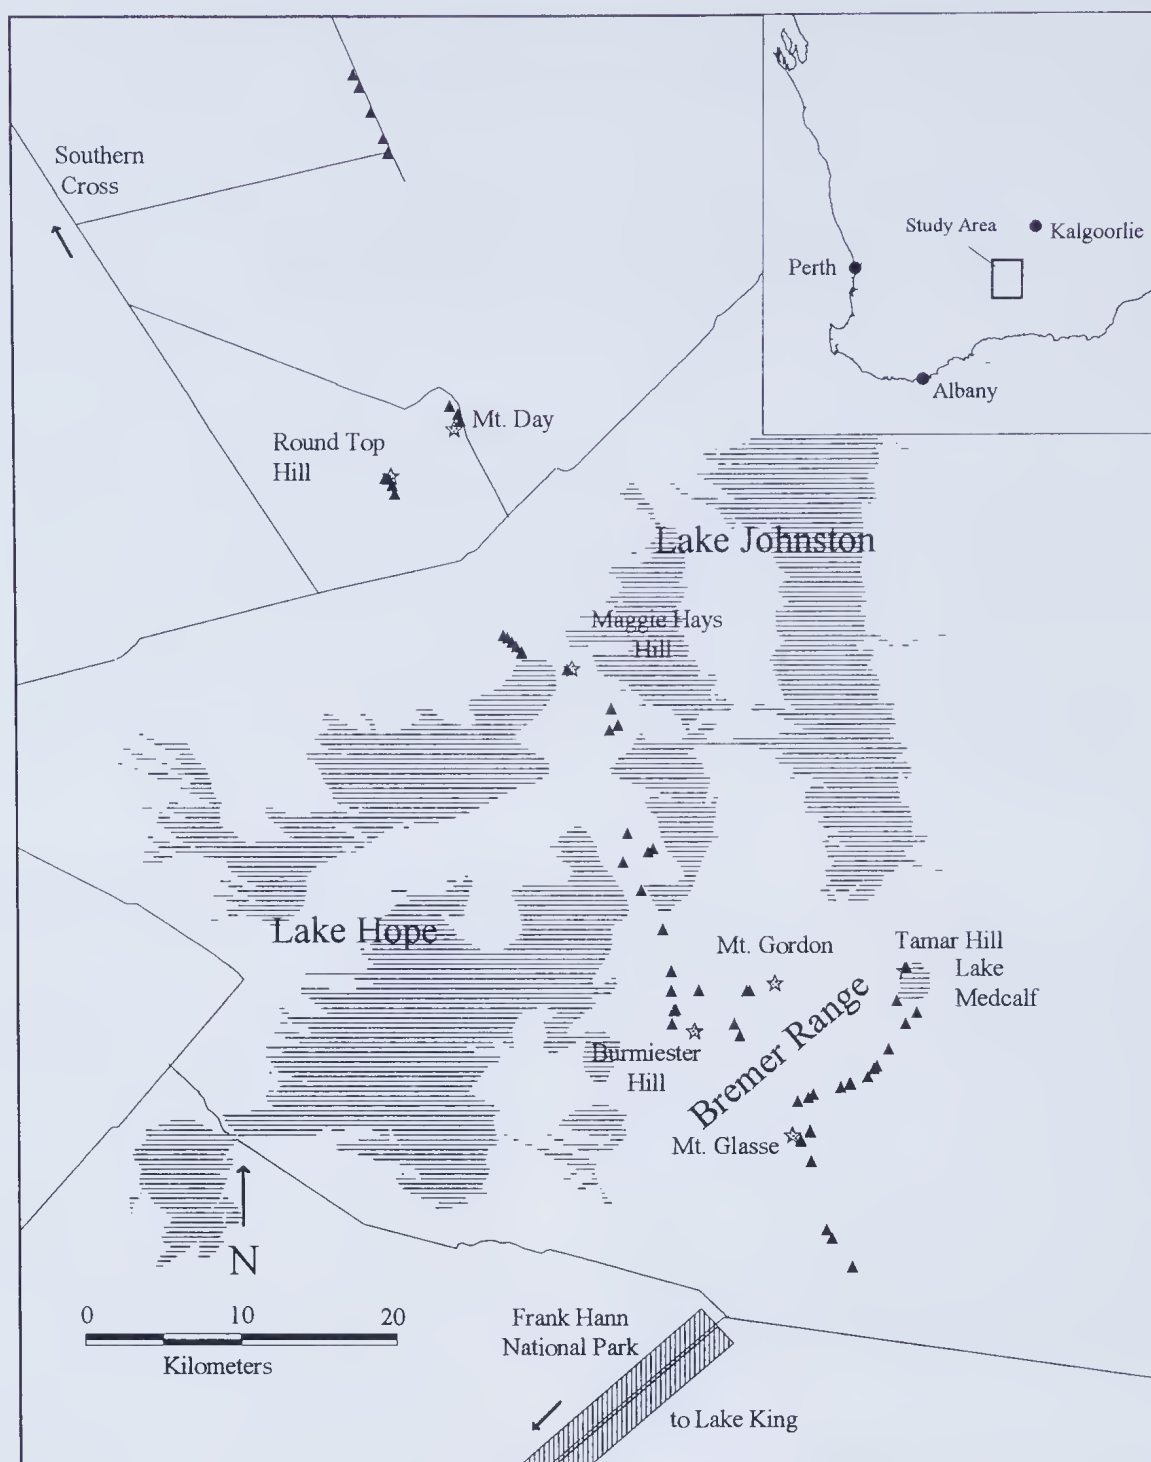 Southern
Cross
Study Area
Kalgoorlie
Perth
Albany
Mt. Day
Round Top
Hill
Lake Johnston
Maggie Hays
Hill
Lake Hope
Mt. Gordon
Tamar Hill
Lake
Medcalf
Bremer Range
Burmiester
Hill
Mt. Glasse
N
0 10 20
Kilometers
Frank Hann
National Park
to Lake King